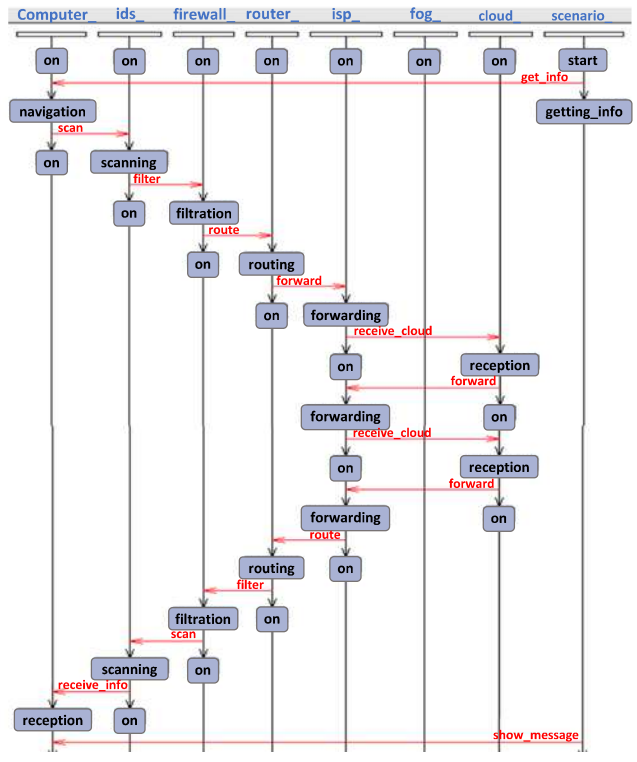 Computer_ ids_ firewall_ router_ isp_ fog_ cloud_ scenario_
on on on on on on on start
get_info
navigation getting_info
scan
on scanning
filter
on filtration
route
on routing
forward
on forwarding
receive_cloud
on reception
forward
forwarding on
receive_cloud
on reception
forward
forwarding on
route
routing on
filter
filtration on
scan
scanning on
receive_info
reception on
show_message